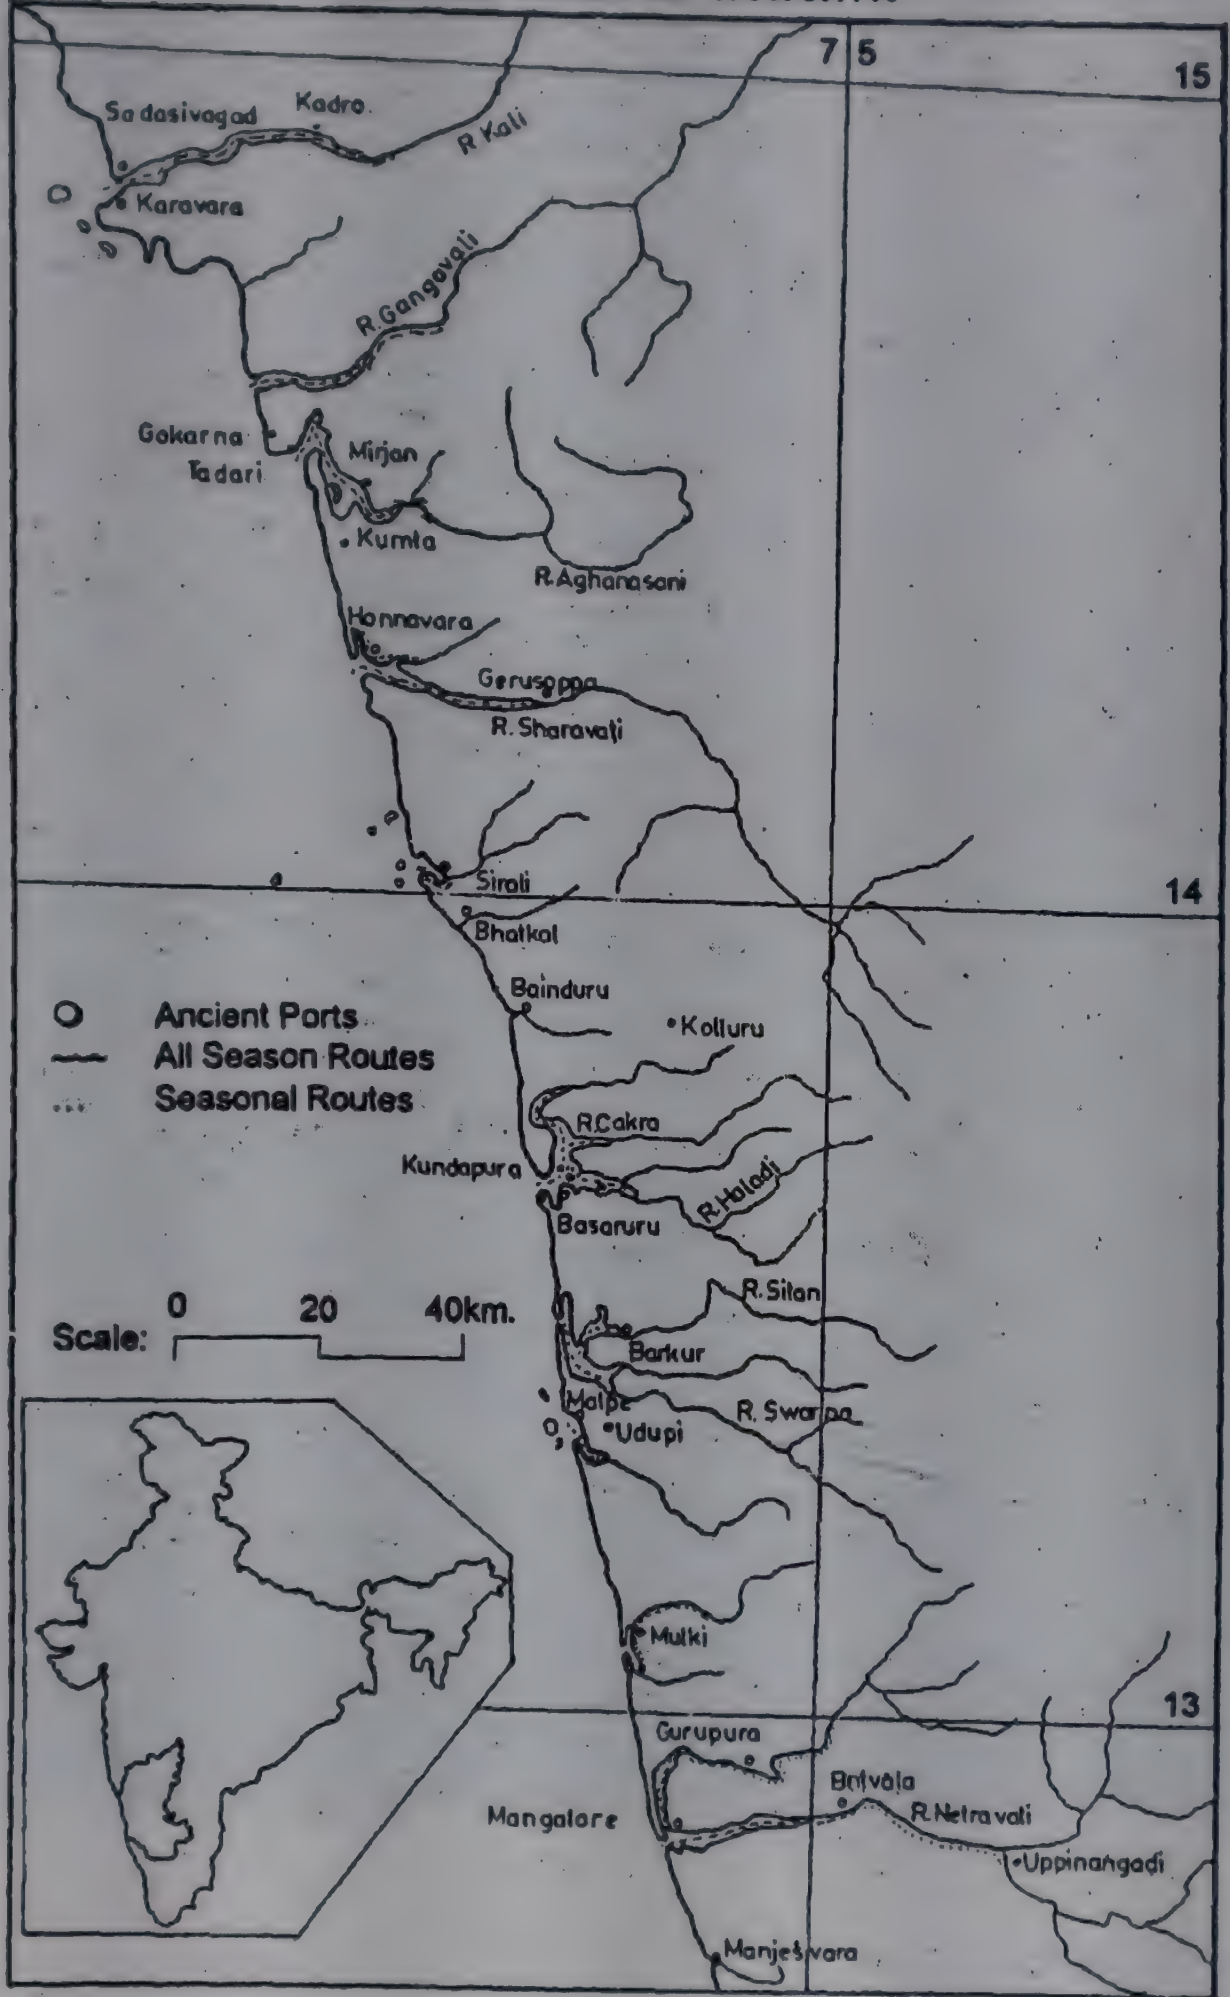 7 5
15
Sadasivagad
Kadra.
R Kali
Karavara
R.Gangavali
Gokarna
Tadari
Mirjan
Kumta
R.Aghanasani
Honnavara
Gerusoppa
R. Sharavati
Sirali
14
Bhatkal
Bainduru
Kolluru
Ancient Ports
All Season Routes
Seasonal Routes
R.Cakra
Kundapura
R.Haladi
Basaruru
0 20 40km.
Scale:
R.Sitan
Barkur
Malpe
R. Swarna
Udupi
Mulki
13
Gurupura
Mangalore
R.Netravati
Uppinangadi
Manjesvara